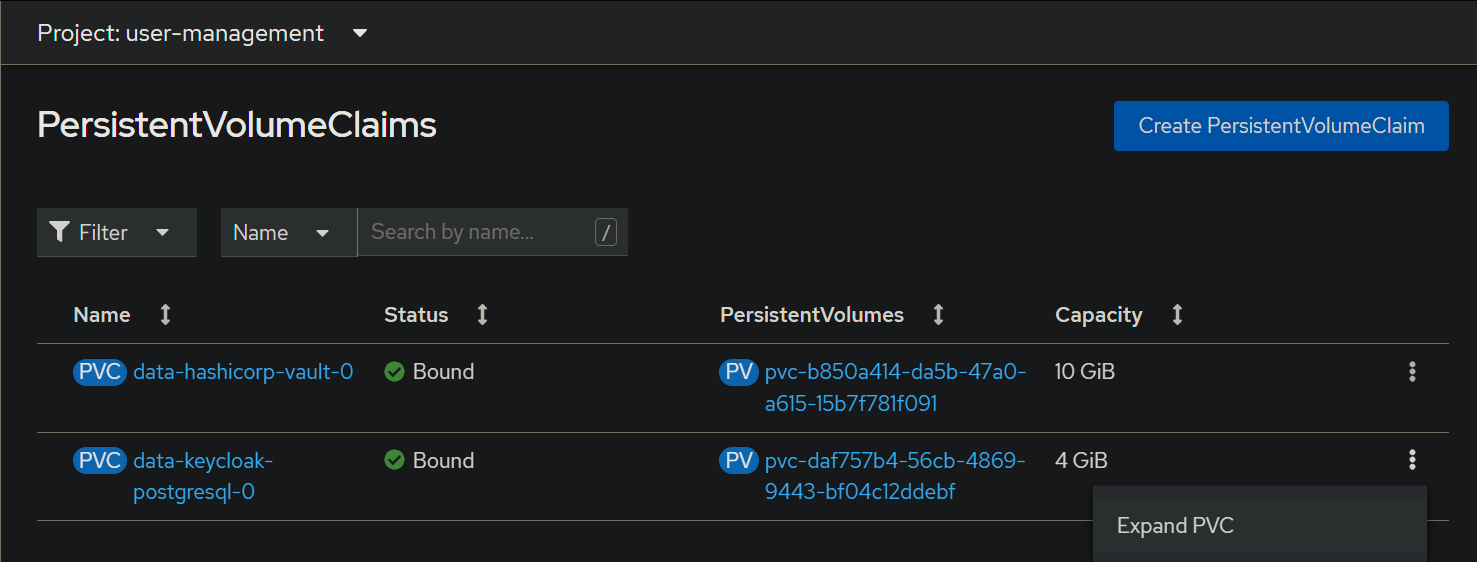 Project: user-management
PersistentVolumeClaims
Create PersistentVolumeClaim
Filter
Name
Search by name...
/
Name
Status
PersistentVolumes
Capacity
PVC data-hashicorp-vault-0
Bound
PV pvc-b850a414-da5b-47a0-
a615-15b7f781f091
10 GiB
PVC data-keycloak-
postgresql-0
Bound
PV pvc-daf757b4-56cb-4869-
9443-bf04c12ddebf
4 GiB
Expand PVC